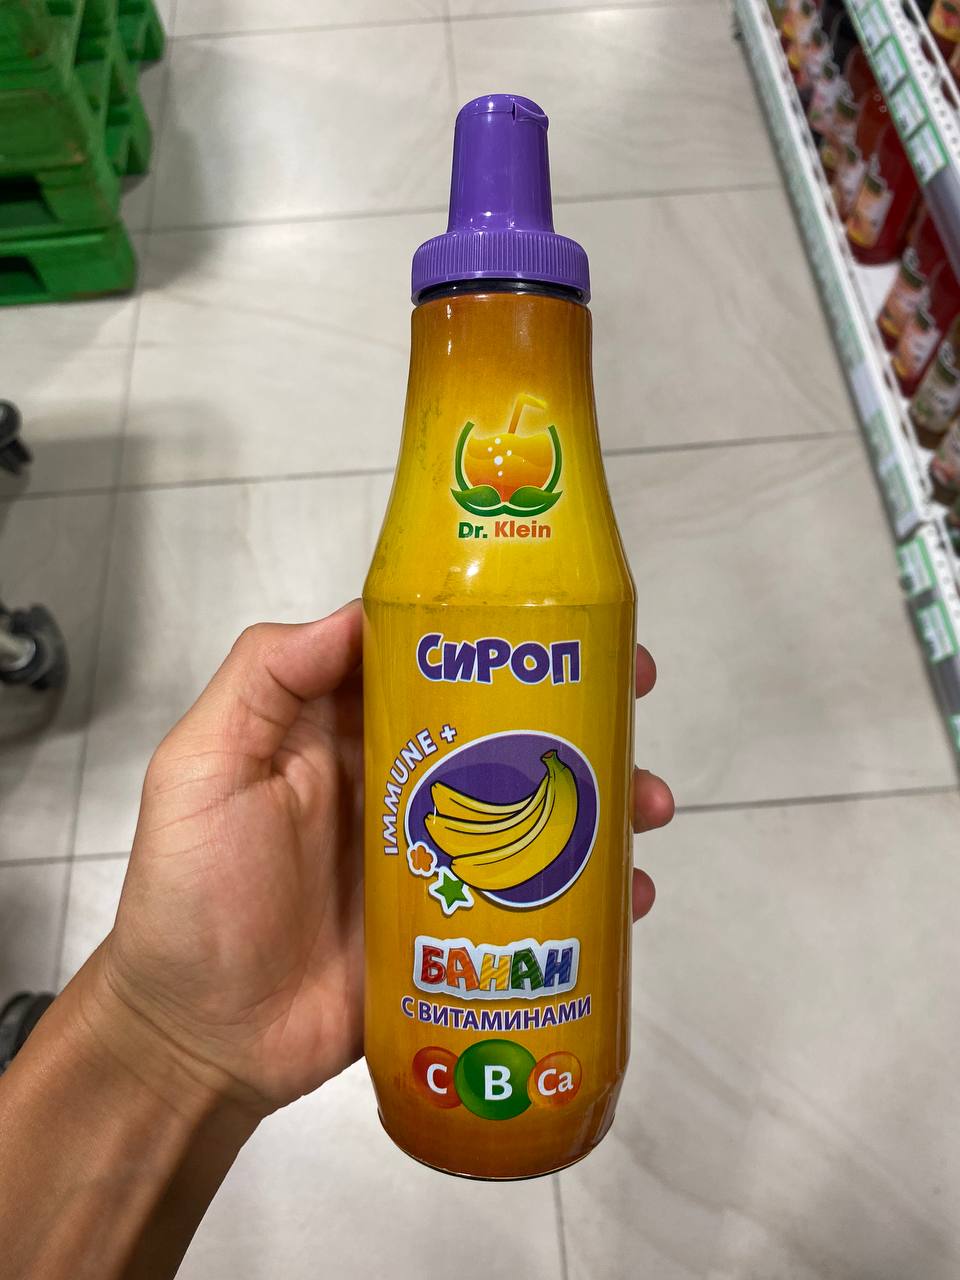 Dr. Klein
СИРОП
IMMUNE +
БАНАН
С ВИТАМИНАМИ
C B Ca